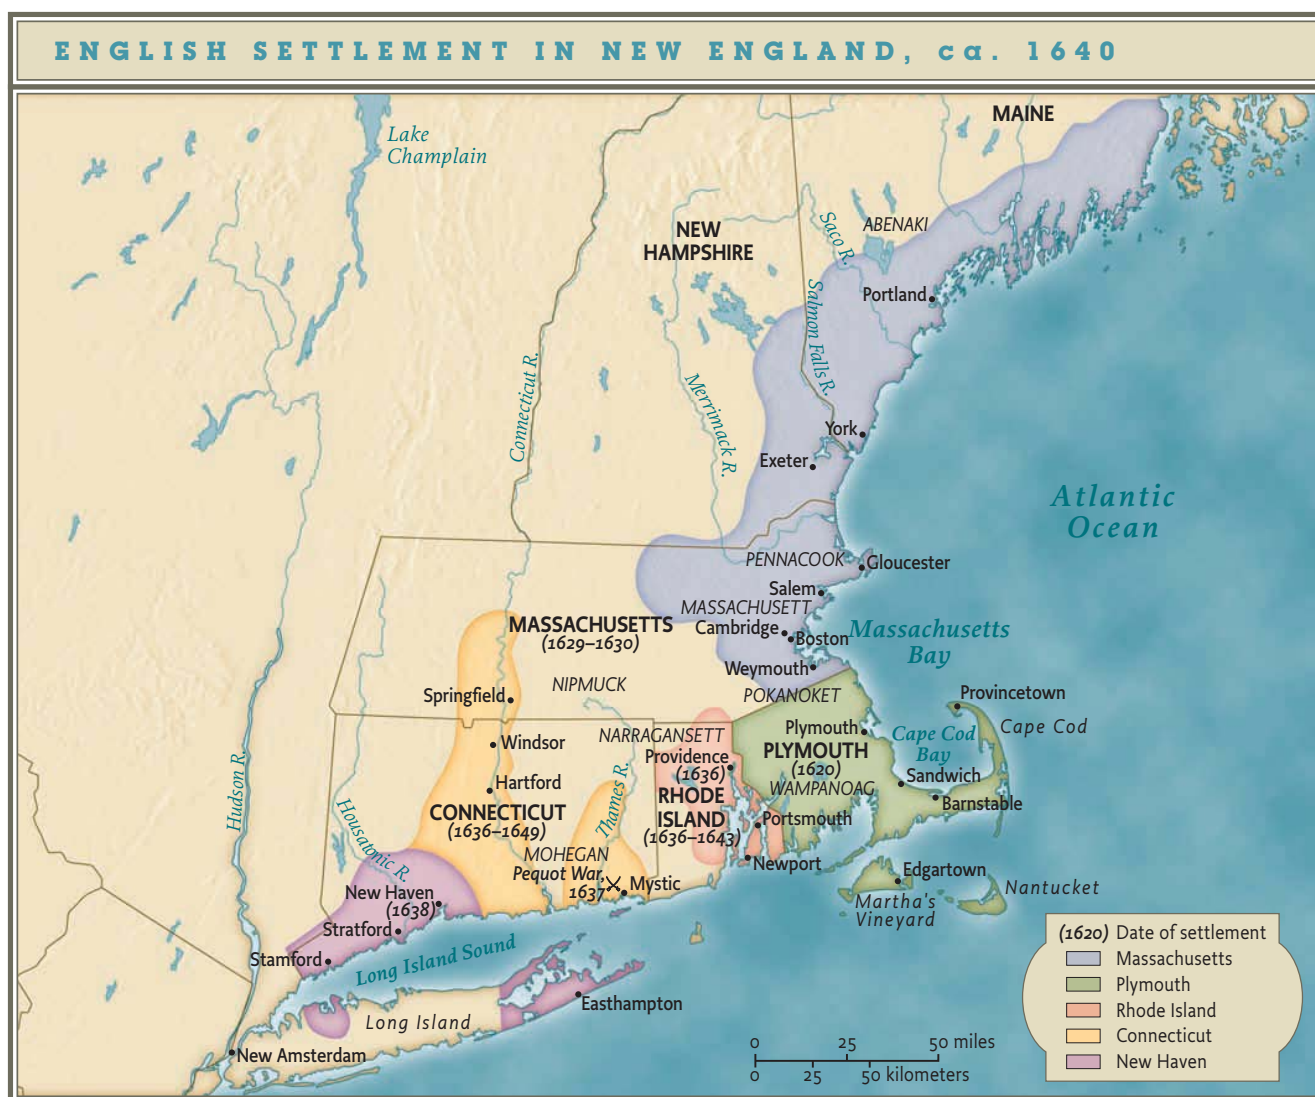 ENGLISH SETTLEMENT IN NEW ENGLAND, ca. 1640
MAINE
Lake
Champlain
ABENAKI
NEW
HAMPSHIRE
Saco R.
Portland
Salmon Falls R.
Connecticut R.
Merrimack R.
York
Exeter
Atlantic
Ocean
PENNACOOK
Gloucester
Salem
MASSACHUSETT
MASSACHUSETTS
(1629–1630)
Cambridge
Boston
Massachusetts
Bay
Weymouth
NIPMUCK
POKANOKET
Springfield
Provincetown
Cape Cod
Plymouth
Cape Cod
Bay
NARRAGANSETT
Windsor
PLYMOUTH
(1620)
Providence
(1636)
Hudson R.
Sandwich
Hartford
WAMPANOAG
Barnstable
Thames R.
RHODE
ISLAND
(1636–1643)
CONNECTICUT
(1636–1649)
Portsmouth
Housatonic R.
MOHEGAN
Pequot War,
1637
Mystic
Newport
Edgartown
Martha's
Vineyard
Nantucket
New Haven
(1638)
Stratford
Stamford
Long Island Sound
Easthampton
Long Island
New Amsterdam
(1620) Date of settlement
Massachusetts
Plymouth
Rhode Island
Connecticut
New Haven
0 25 50 miles
0 25 50 kilometers